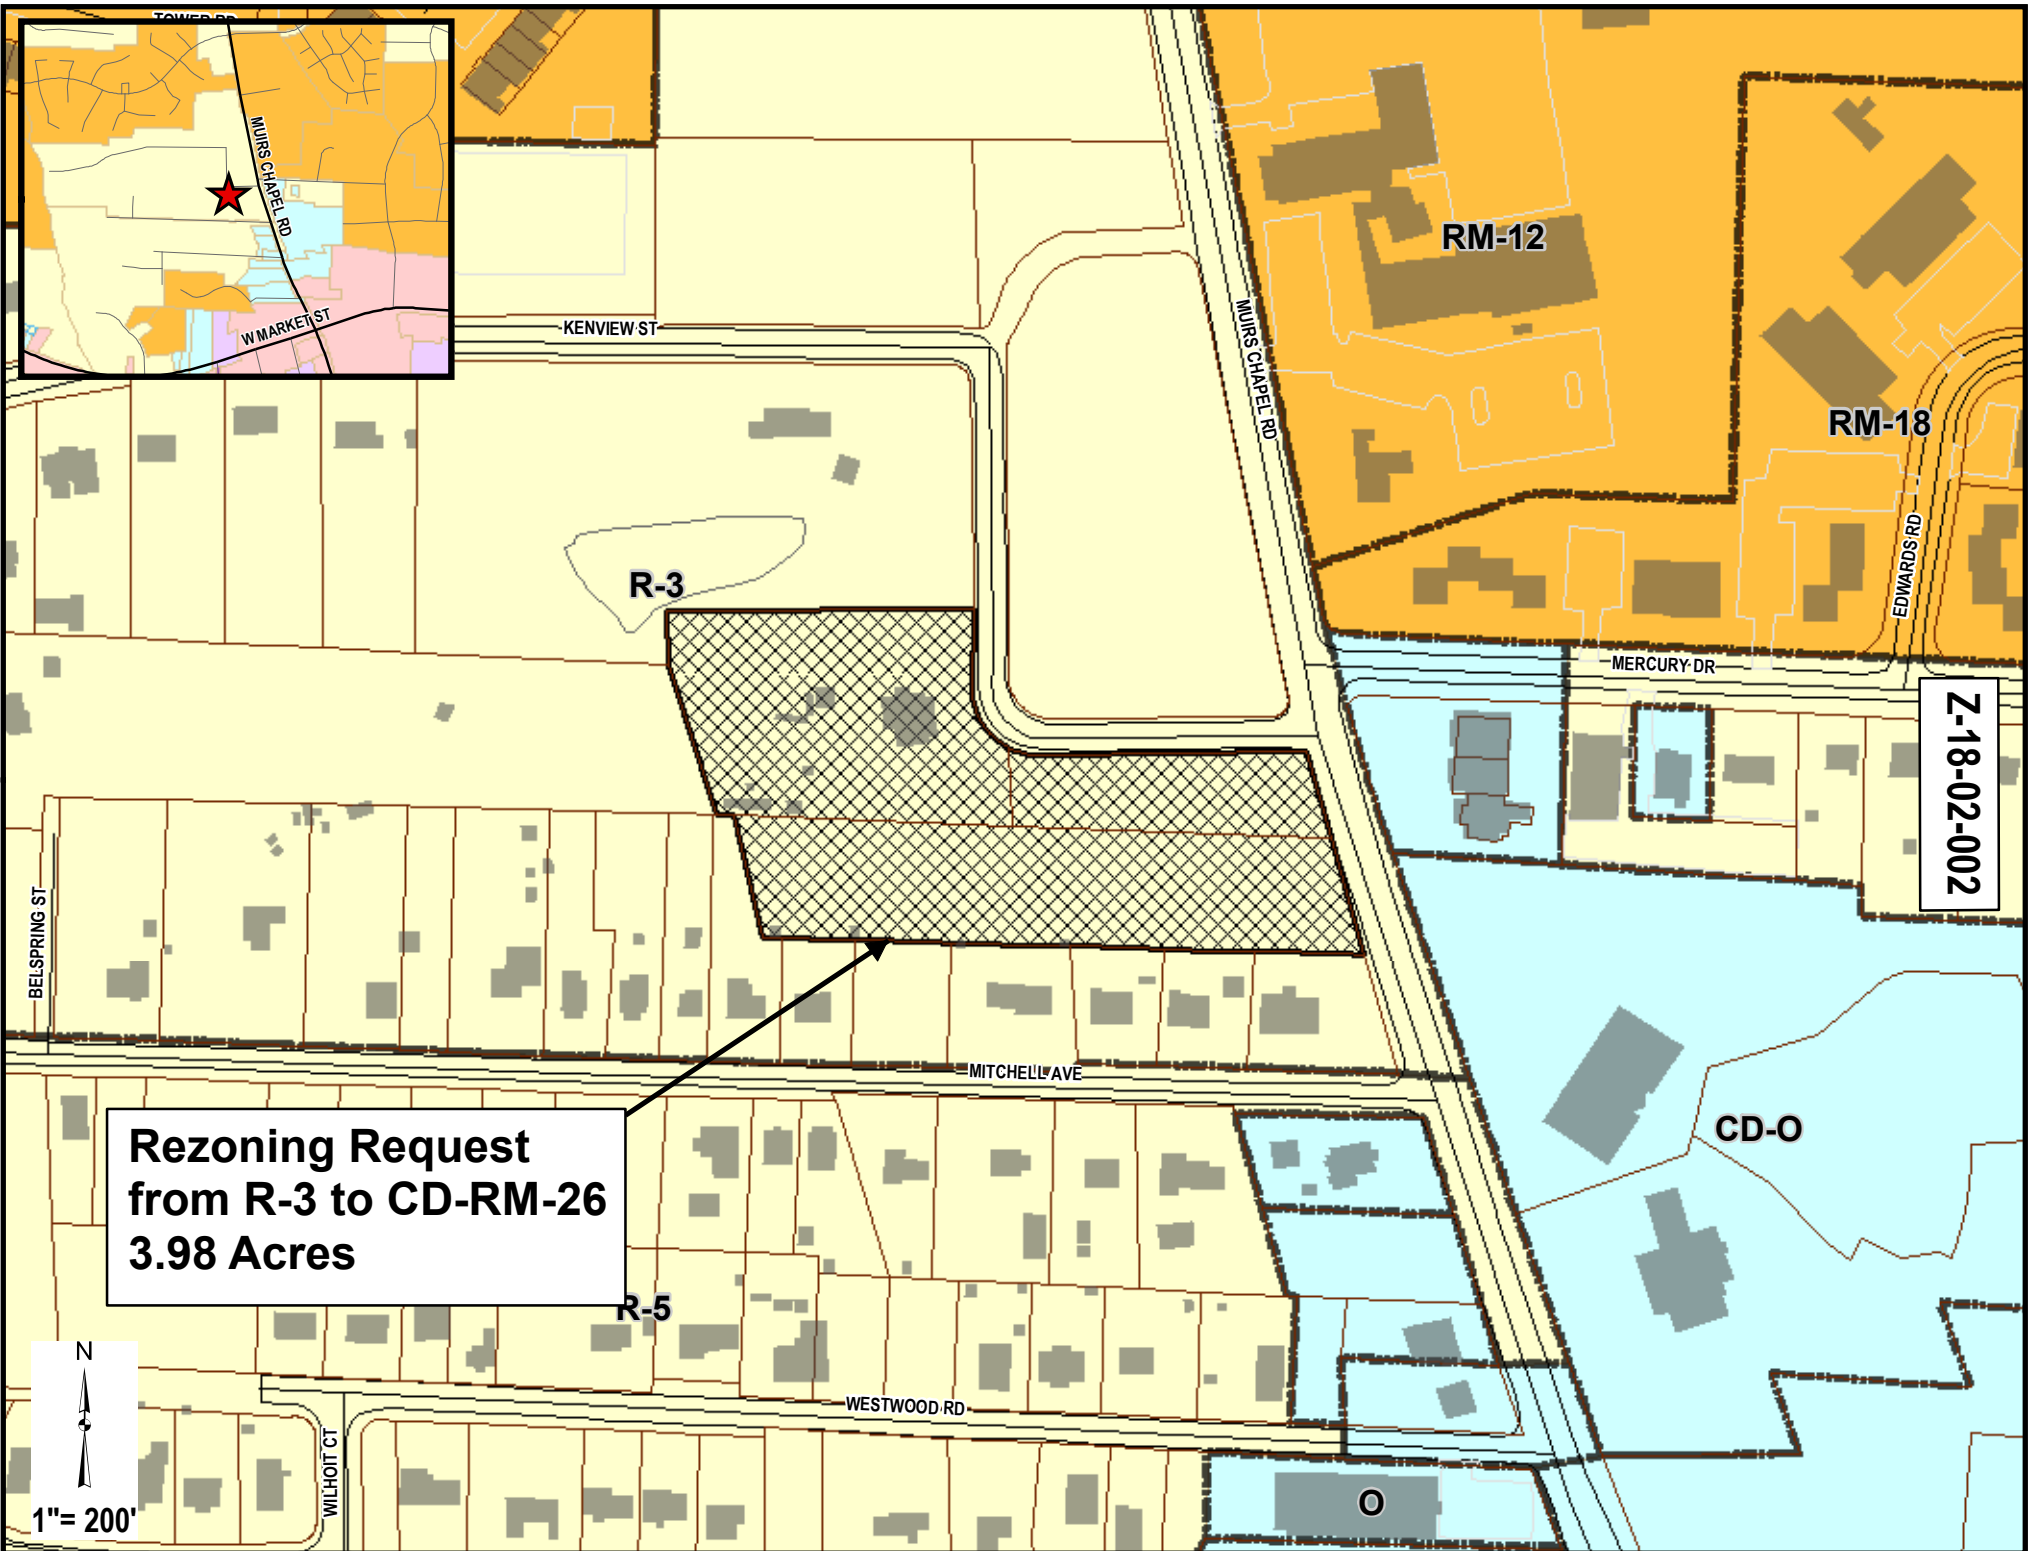 TOWER RD
MUIRS CHAPEL RD
W MARKET ST
KENVIEW ST
MUIRS CHAPEL RD
RM-12
RM-18
EDWARDS RD
R-3
MERCURY DR
Z-18-02-002
BELSPRING ST
MITCHELL AVE
CD-O
Rezoning Request
from R-3 to CD-RM-26
3.98 Acres
R-5
N
1"= 200'
WILHOIT CT
WESTWOOD RD
O